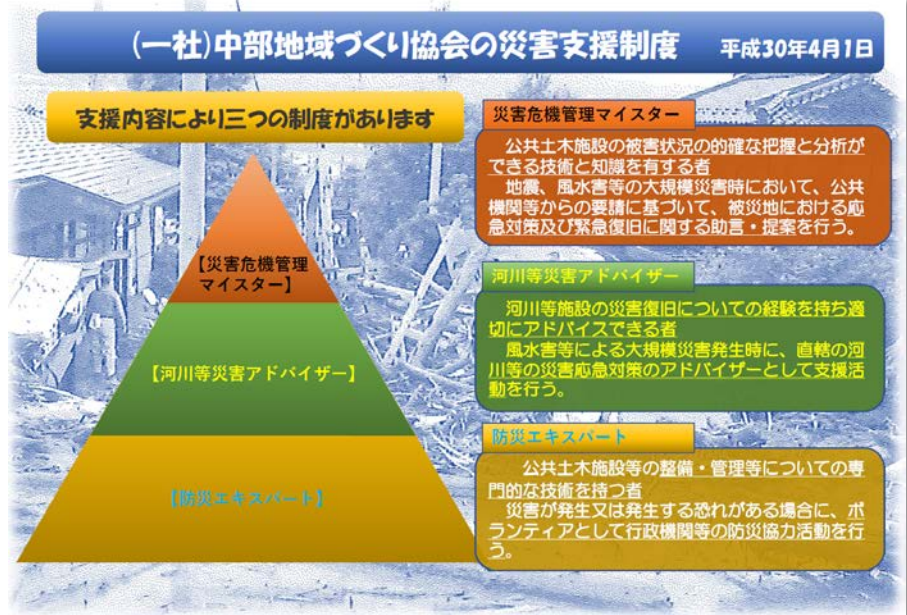 (一社)中部地域づくり協会の災害支援制度 平成30年4月1日
支援内容により三つの制度があります
【災害危機管理
マイスター】
【河川等災害アドバイザー】
【防災エキスパート】
災害危機管理マイスター
公共土木施設の被害状況の的確な把握と分析が
できる技術と知識を有する者
地震、風水害等の大規模災害時において、公共
機関等からの要請に基づいて、被災地における応
急対策及び緊急復旧に関する助言・提案を行う。
河川等災害アドバイザー
河川等施設の災害復旧についての経験を持ち適
切にアドバイスできる者
風水害等による大規模災害発生時に、直轄の河
川等の災害応急対策のアドバイザーとして支援活
動を行う。
防災エキスパート
公共土木施設等の整備・管理等についての専
門的な技術を持つ者
災害が発生又は発生する恐れがある場合に、ボ
ランティアとして行政機関等の防災協力活動を行
う。